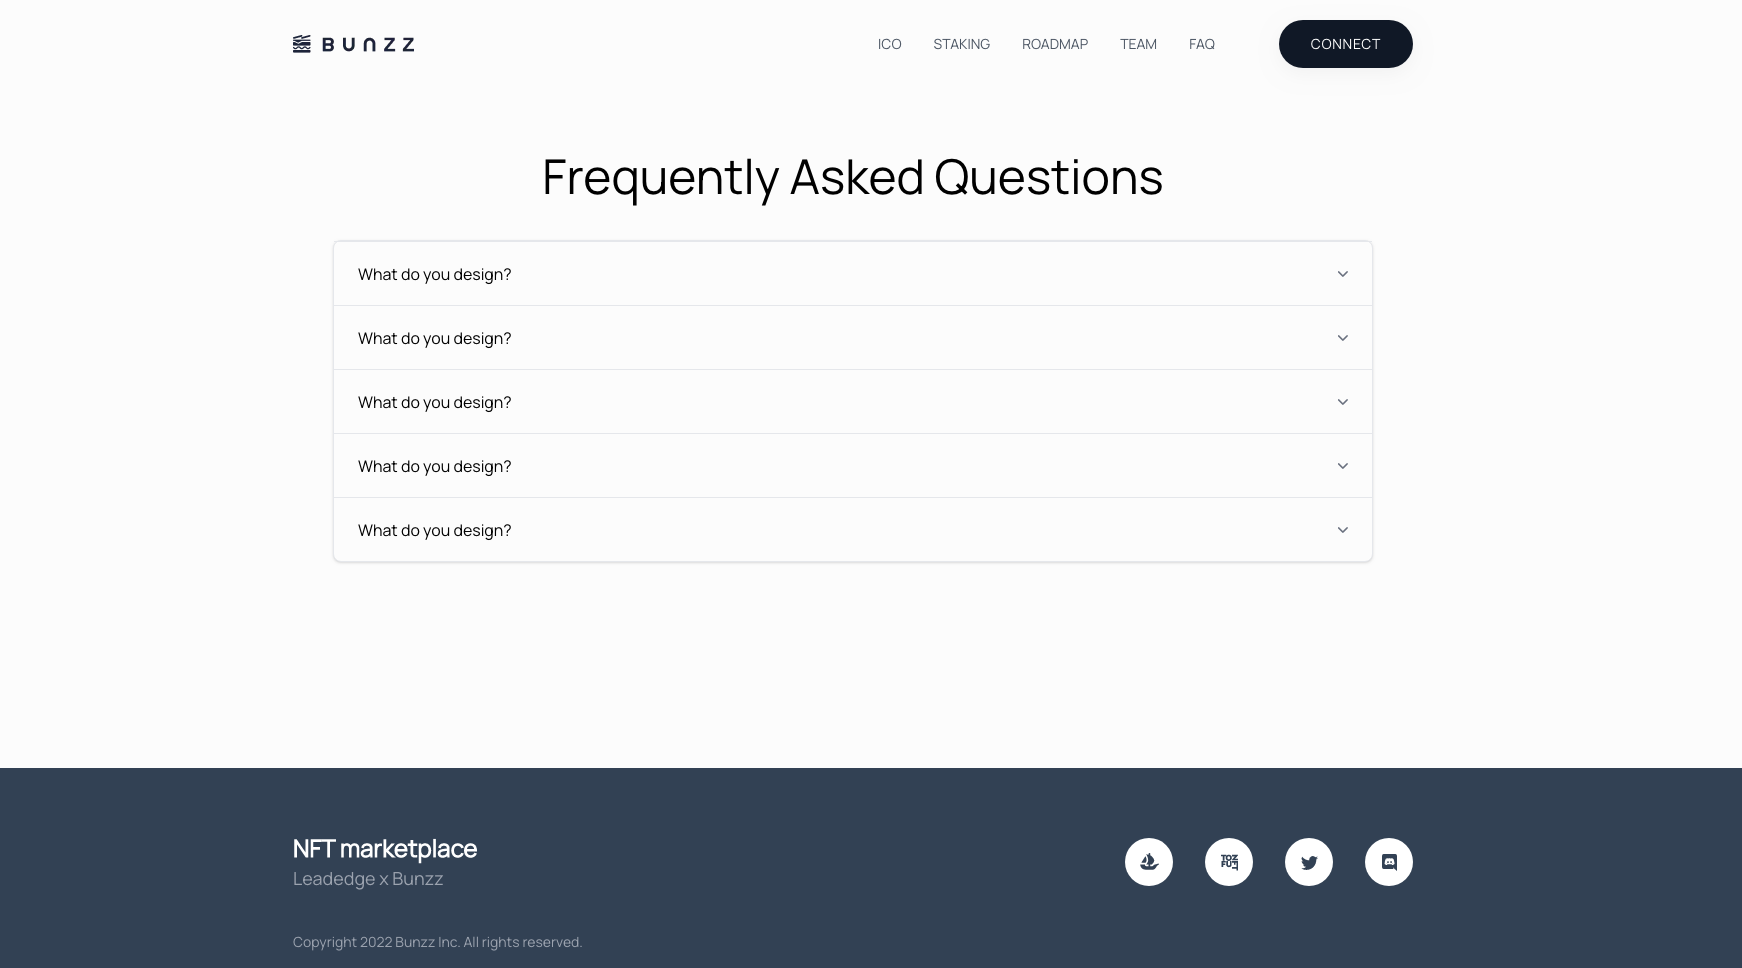 BUNZZ
ICO STAKING ROADMAP TEAM FAQ CONNECT
Frequently Asked Questions
What do you design?
What do you design?
What do you design?
What do you design?
What do you design?
NFT marketplace
Leadedge x Bunzz
Copyright 2022 Bunzz Inc. All rights reserved.